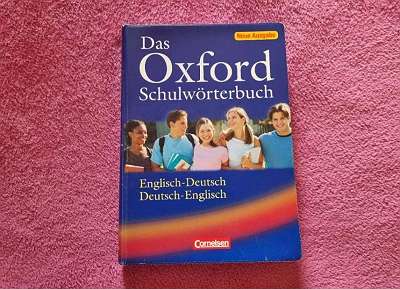 Neue Ausgabe
Das
Oxford
Schulwörterbuch
Englisch-Deutsch
Deutsch-Englisch
Cornelsen